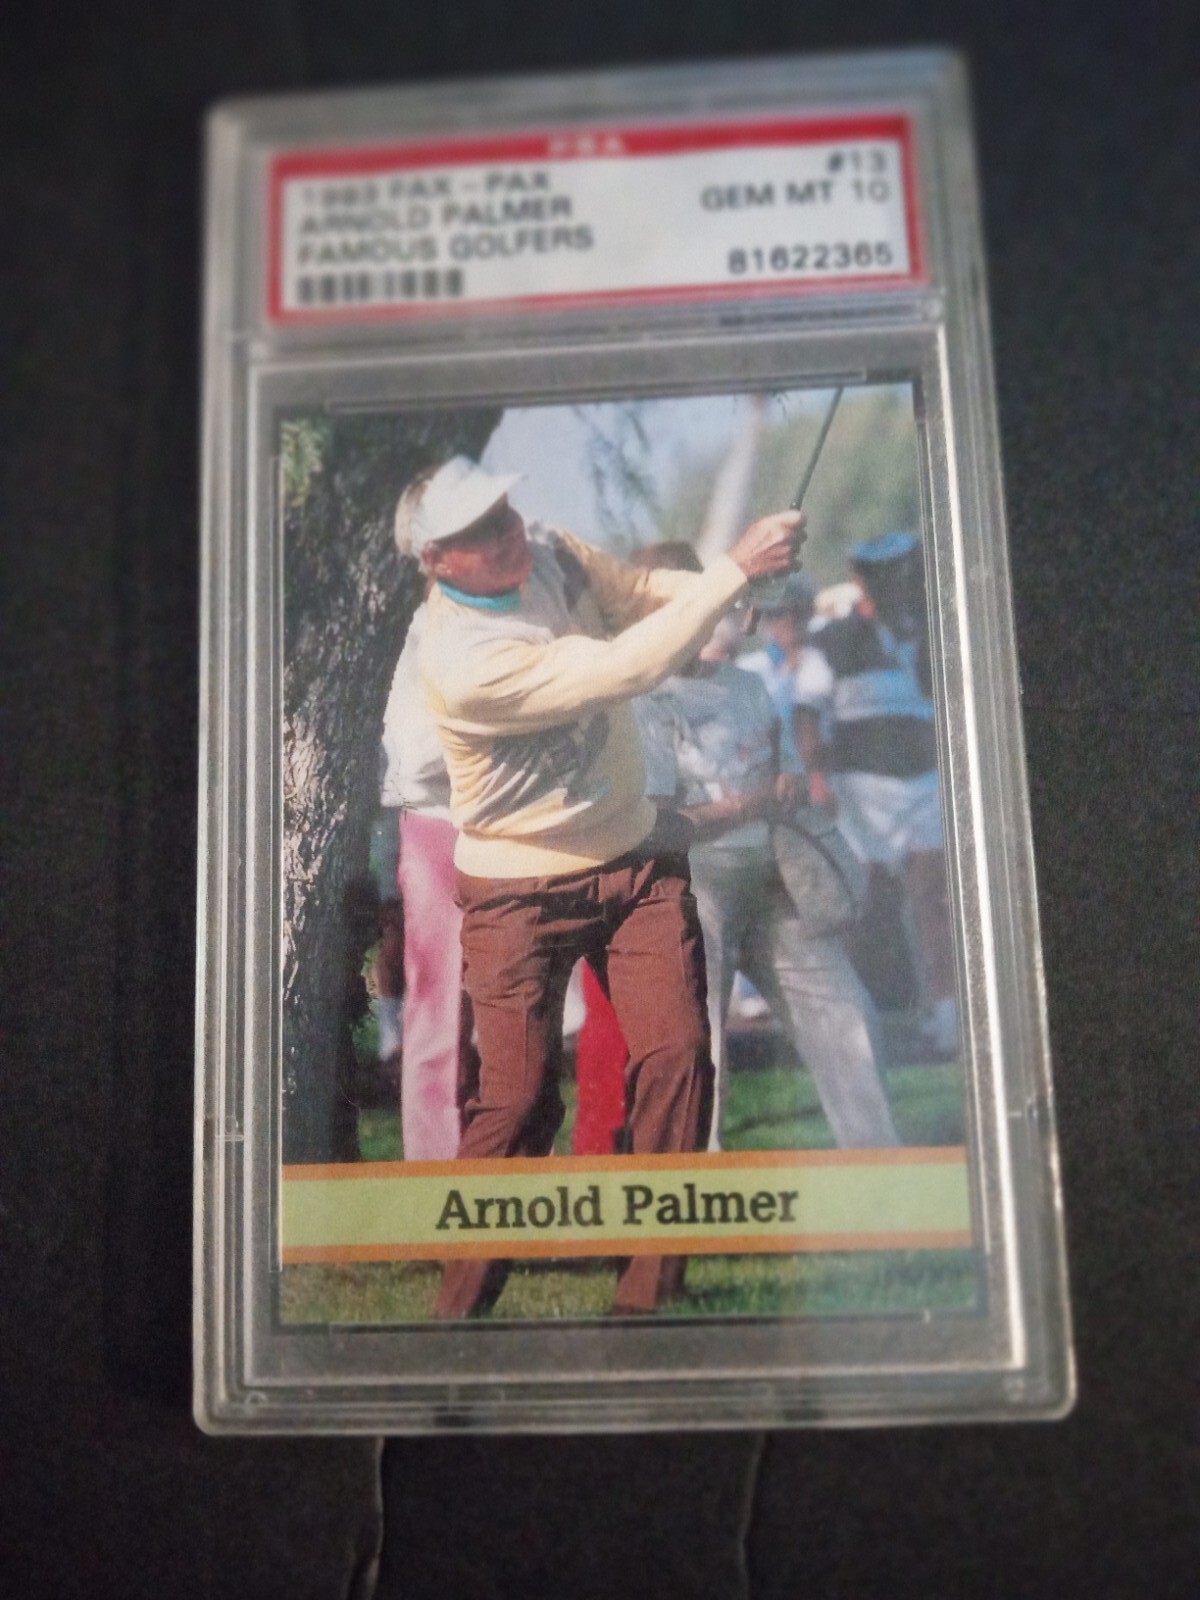 PSA
1993 FAX - PAX #13
ARNOLD PALMER GEM MT 10
FAMOUS GOLFERS
81622365
Arnold Palmer